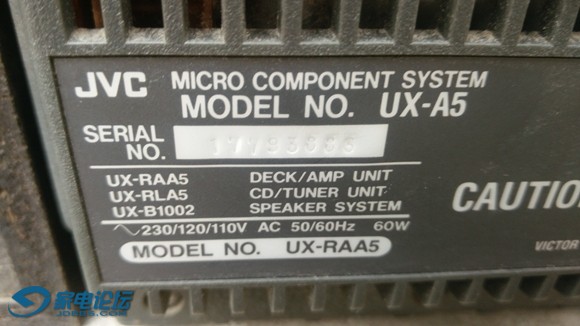 JVC MICRO COMPONENT SYSTEM
MODEL NO. UX-A5
SERIAL NO.
UX-RAA5 DECK/AMP UNIT
UX-RLA5 CD/TUNER UNIT
UX-B1002 SPEAKER SYSTEM
~230/120/110V AC 50/60Hz 60W
MODEL NO. UX-RAA5
CAUTION
VICTOR
家电论坛
JDBBS.COM